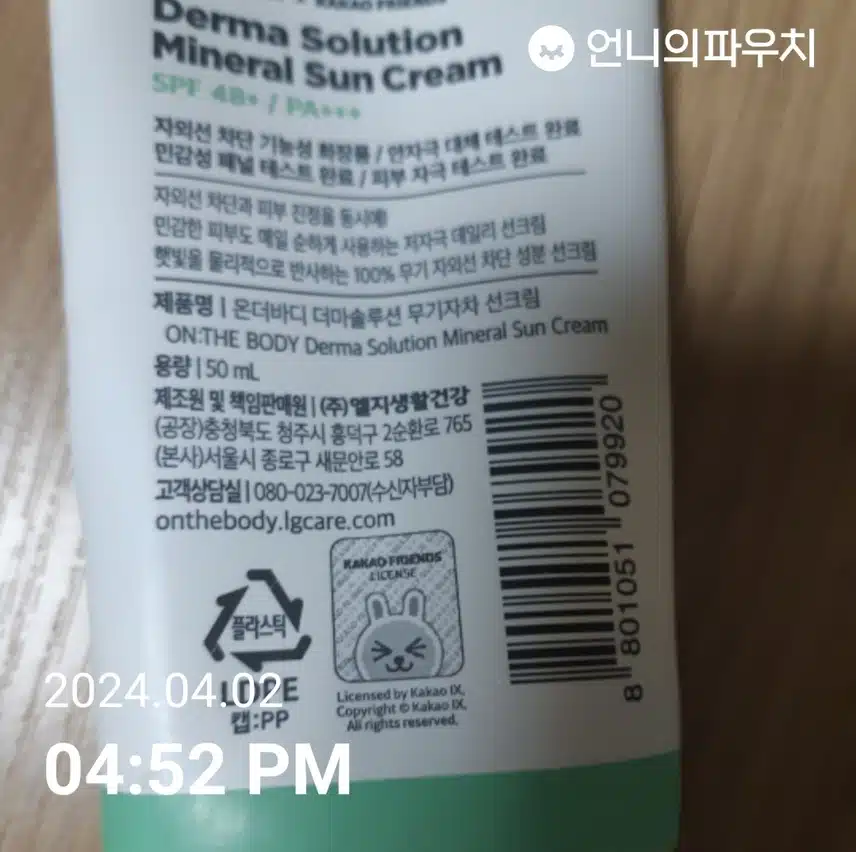 KAKAO FRIENDS
언니의파우치
Derma Solution
Mineral Sun Cream
SPF 48+ / PA+++
자외선 차단 기능성 화장품 / 안자극 대체 테스트 완료
민감성 패널 테스트 완료 / 피부 자극 테스트 완료
자외선 차단과 피부 진정을 동시에!
민감한 피부도 매일 순하게 사용하는 저자극 데일리 선크림
햇빛을 물리적으로 반사하는 100% 무기 자외선 차단 성분 선크림
제품명 | 온더바디 더마솔루션 무기자차 선크림
ON:THE BODY Derma Solution Mineral Sun Cream
용량 | 50 mL
제조원 및 책임판매원 | (주)엘지생활건강
(공장)충청북도 청주시 흥덕구 2순환로 765
(본사)서울시 종로구 새문안로 58
고객상담실 | 080-023-7007(수신자부담)
onthebody.lgcare.com
8 801051 079920
플라스틱
LDPE
캡:PP
KAKAO FRIENDS
LICENSE
Licensed by Kakao IX.
Copyright © Kakao IX.
All rights reserved.
2024.04.02
04:52 PM